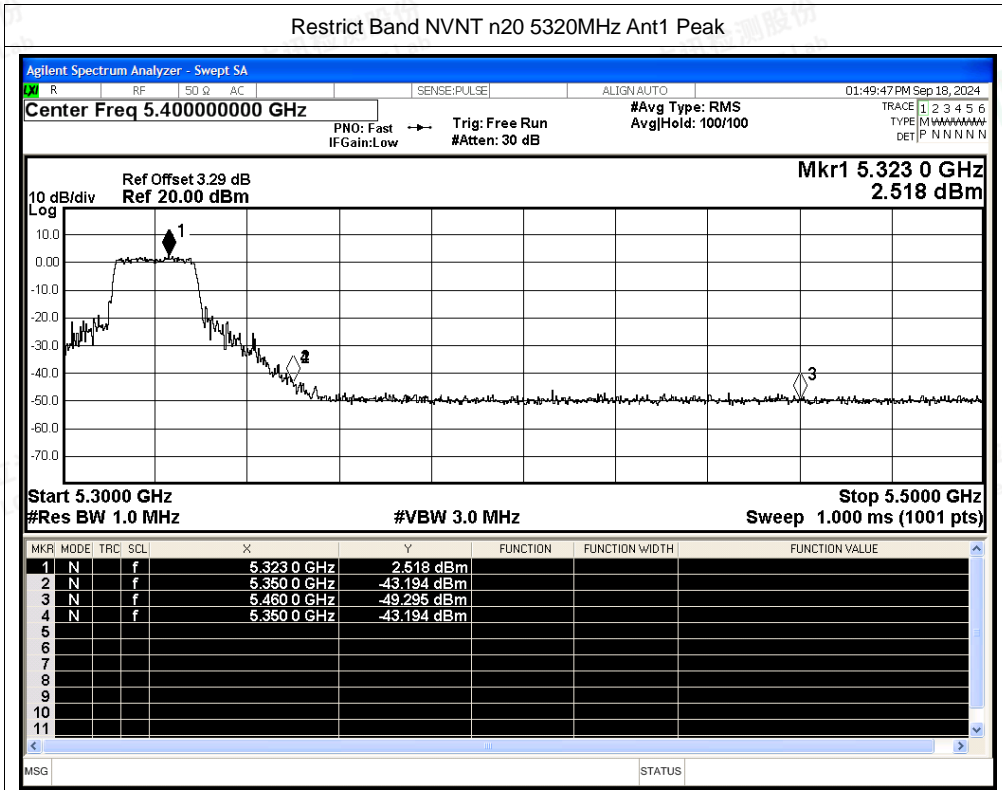 Restrict Band NVNT n20 5320MHz Ant1 Peak
Agilent Spectrum Analyzer - Swept SA
LXI R RF 50 Ω AC SENSE:PULSE ALIGN AUTO 01:49:47 PM Sep 18, 2024
Center Freq 5.400000000 GHz #Avg Type: RMS TRACE 1 2 3 4 5 6
PNO: Fast Trig: Free Run Avg|Hold: 100/100 TYPE M WWWWW
IFGain:Low #Atten: 30 dB DET P N N N N N
Mkr1 5.323 0 GHz
Ref Offset 3.29 dB
10 dB/div Ref 20.00 dBm 2.518 dBm
Log
10.0
1
0.00
-10.0
-20.0
-30.0
2
-40.0
3
-50.0
-60.0
-70.0
Start 5.3000 GHz Stop 5.5000 GHz
#Res BW 1.0 MHz #VBW 3.0 MHz Sweep 1.000 ms (1001 pts)
MKR MODE TRC SCL X Y FUNCTION FUNCTION WIDTH FUNCTION VALUE
1 N f 5.323 0 GHz 2.518 dBm
2 N f 5.350 0 GHz -43.194 dBm
3 N f 5.460 0 GHz -49.295 dBm
4 N f 5.350 0 GHz -43.194 dBm
5
6
7
8
9
10
11
MSG STATUS